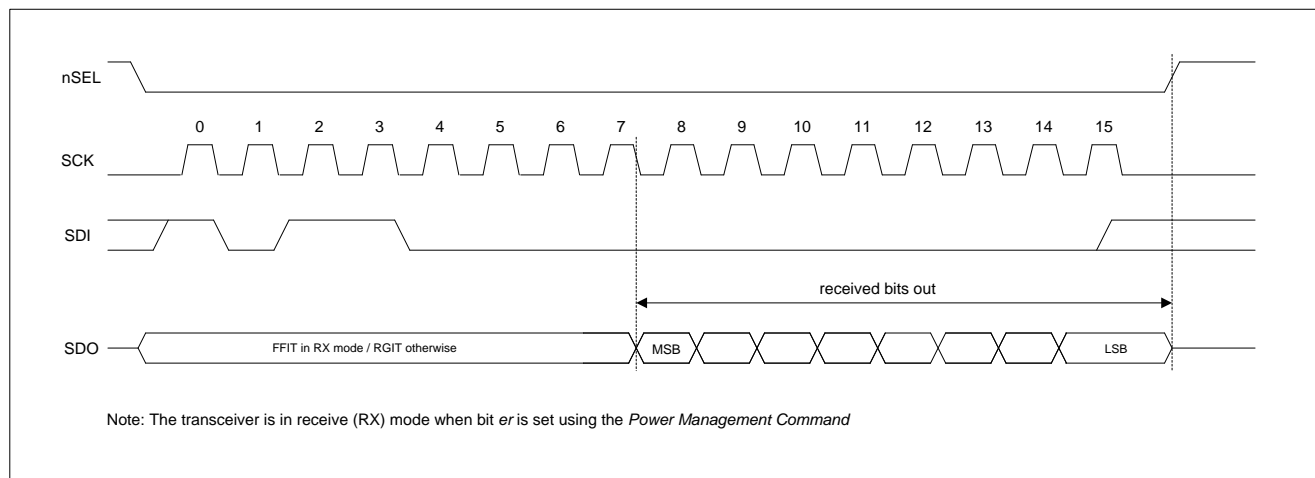 nSEL
0 1 2 3 4 5 6 7 8 9 10 11 12 13 14 15
SCK
SDI
received bits out
SDO
FFIT in RX mode / RGIT otherwise
MSB
LSB
Note: The transceiver is in receive (RX) mode when bit er is set using the Power Management Command